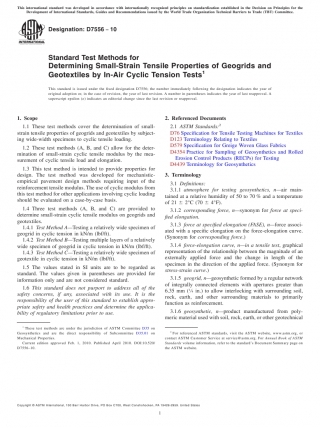 This international standard was developed in accordance with internationally recognized principles on standardization established in the Decision on Principles for the
Development of International Standards, Guides and Recommendations issued by the World Trade Organization Technical Barriers to Trade (TBT) Committee.
ASTM
INTERNATIONAL
Designation: D7556 – 10
Standard Test Methods for
Determining Small-Strain Tensile Properties of Geogrids and
Geotextiles by In-Air Cyclic Tension Tests1
This standard is issued under the fixed designation D7556; the number immediately following the designation indicates the year of
original adoption or, in the case of revision, the year of last revision. A number in parentheses indicates the year of last reapproval. A
superscript epsilon (ε) indicates an editorial change since the last revision or reapproval.
1. Scope
1.1 These test methods cover the determination of small-
strain tensile properties of geogrids and geotextiles by subject-
ing wide-width specimens to cyclic tensile loading.
1.2 These test methods (A, B, and C) allow for the deter-
mination of small-strain cyclic tensile modulus by the mea-
surement of cyclic tensile load and elongation.
1.3 This test method is intended to provide properties for
design. The test method was developed for mechanistic-
empirical pavement design methods requiring input of the
reinforcement tensile modulus. The use of cyclic modulus from
this test method for other applications involving cyclic loading
should be evaluated on a case-by-case basis.
1.4 Three test methods (A, B, and C) are provided to
determine small-strain cyclic tensile modulus on geogrids and
geotextiles.
1.4.1 Test Method A—Testing a relatively wide specimen of
geogrid in cyclic tension in kN/m (lbf/ft).
1.4.2 Test Method B—Testing multiple layers of a relatively
wide specimen of geogrid in cyclic tension in kN/m (lbf/ft).
1.4.3 Test Method C—Testing a relatively wide specimen of
geotextile in cyclic tension in kN/m (lbf/ft).
1.5 The values stated in SI units are to be regarded as
standard. The values given in parentheses are provided for
information only and are not considered standard.
1.6 This standard does not purport to address all of the
safety concerns, if any, associated with its use. It is the
responsibility of the user of this standard to establish appro-
priate safety and health practices and determine the applica-
bility of regulatory limitations prior to use.
1 These test methods are under the jurisdiction of ASTM Committee D35 on
Geosynthetics and are the direct responsibility of Subcommittee D35.01 on
Mechanical Properties.
Current edition approved Feb. 1, 2010. Published April 2010. DOI:10.1520/
D7556–10.
2. Referenced Documents2
2.1 ASTM Standards:
D76 Specification for Tensile Testing Machines for Textiles
D123 Terminology Relating to Textiles
D579 Specification for Greige Woven Glass Fabrics
D4354 Practice for Sampling of Geosynthetics and Rolled
Erosion Control Products (RECPs) for Testing
D4439 Terminology for Geosynthetics
3. Terminology
3.1 Definitions:
3.1.1 atmosphere for testing geosynthetics, n—air main-
tained at a relative humidity of 50 to 70 % and a temperature
of 21 ± 2°C (70 ± 4°F).
3.1.2 corresponding force, n—synonym for force at speci-
fied elongation.
3.1.3 force at specified elongation (FASE), n—force associ-
ated with a specific elongation on the force-elongation curve.
(Synonym for corresponding force.)
3.1.4 force-elongation curve, n—in a tensile test, graphical
representation of the relationship between the magnitude of an
externally applied force and the change in length of the
specimen in the direction of the applied force. (Synonym for
stress-strain curve.)
3.1.5 geogrid, n—geosynthetic formed by a regular network
of integrally connected elements with apertures greater than
6.35 mm (¼ in.) to allow interlocking with surrounding soil,
rock, earth, and other surrounding materials to primarily
function as reinforcement.
3.1.6 geosynthetic, n—product manufactured from poly-
meric material used with soil, rock, earth, or other geotechnical
2 For referenced ASTM standards, visit the ASTM website, www.astm.org, or
contact ASTM Customer Service at service@astm.org. For Annual Book of ASTM
Standards volume information, refer to the standard's Document Summary page on
the ASTM website.
Copyright © ASTM International, 100 Barr Harbor Drive, PO Box C700, West Conshohocken, PA 19428-2959. United States
1